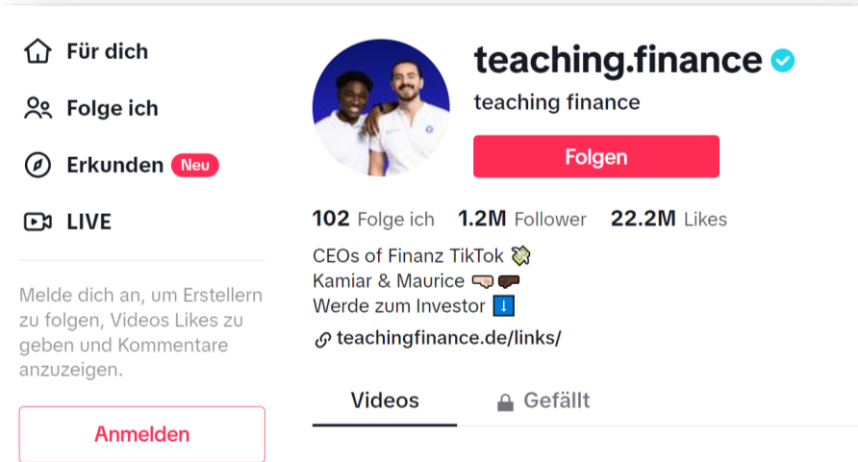 Für dich
Folge ich
Erkunden Neu
LIVE
Melde dich an, um Erstellern
zu folgen, Videos Likes zu
geben und Kommentare
anzuzeigen.
Anmelden
teaching.finance
teaching finance
Folgen
102 Folge ich 1.2M Follower 22.2M Likes
CEOs of Finanz TikTok 💸
Kamiar & Maurice 🤜🏻🤛🏿
Werde zum Investor ⬇️
teachingfinance.de/links/
Videos Gefällt